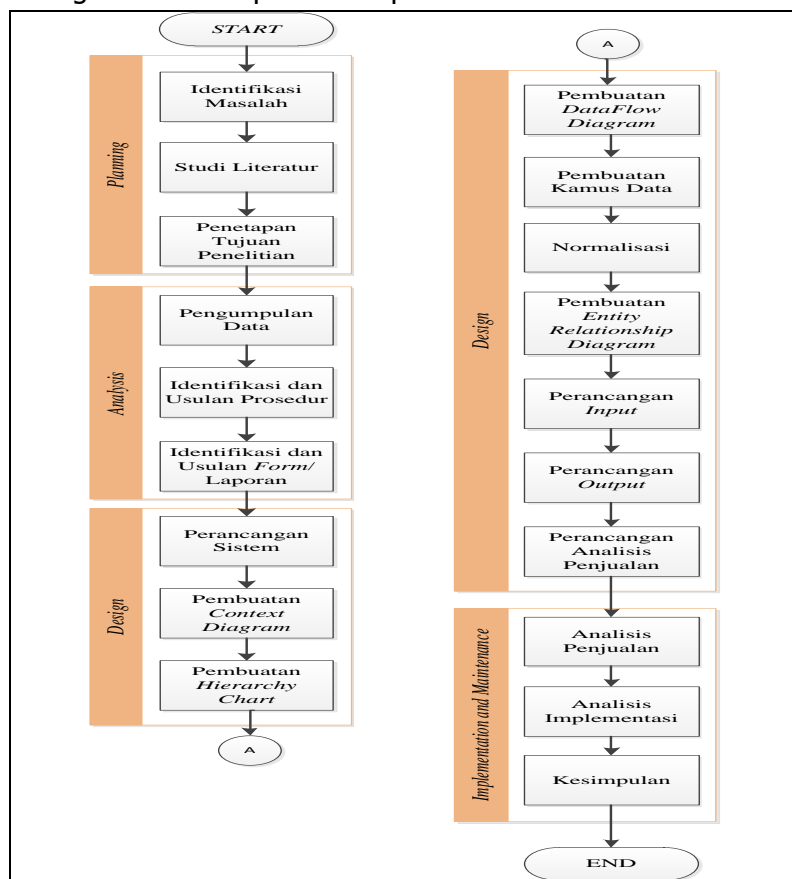 START
Planning
Identifikasi
Masalah
Studi Literatur
Penetapan
Tujuan
Penelitian
Analysis
Pengumpulan
Data
Identifikasi dan
Usulan Prosedur
Identifikasi dan
Usulan Form/
Laporan
Design
Perancangan
Sistem
Pembuatan
Context
Diagram
Pembuatan
Hierarchy
Chart
A
A
Design
Pembuatan
DataFlow
Diagram
Pembuatan
Kamus Data
Normalisasi
Pembuatan
Entity
Relationship
Diagram
Perancangan
Input
Perancangan
Output
Perancangan
Analisis
Penjualan
Implementation and Maintenance
Analisis
Penjualan
Analisis
Implementasi
Kesimpulan
END